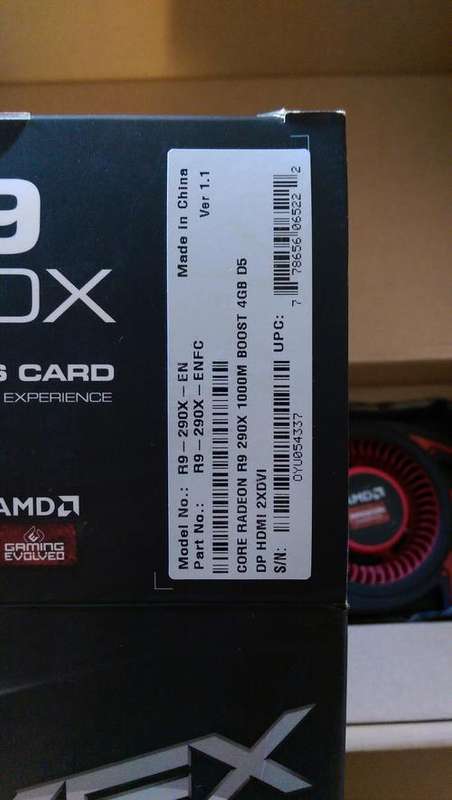 9
0X
S CARD
EXPERIENCE
AMD
GAMING
EVOLVED
Made in China
Ver 1.1
Model No.: R9-290X-EN
Part No.: R9-290X-ENFC
CORE RADEON R9 290X 1000M BOOST 4GB D5
DP HDMI 2XDVI
S/N:
0YU054337
UPC:
7 78656 06522 2
AMD